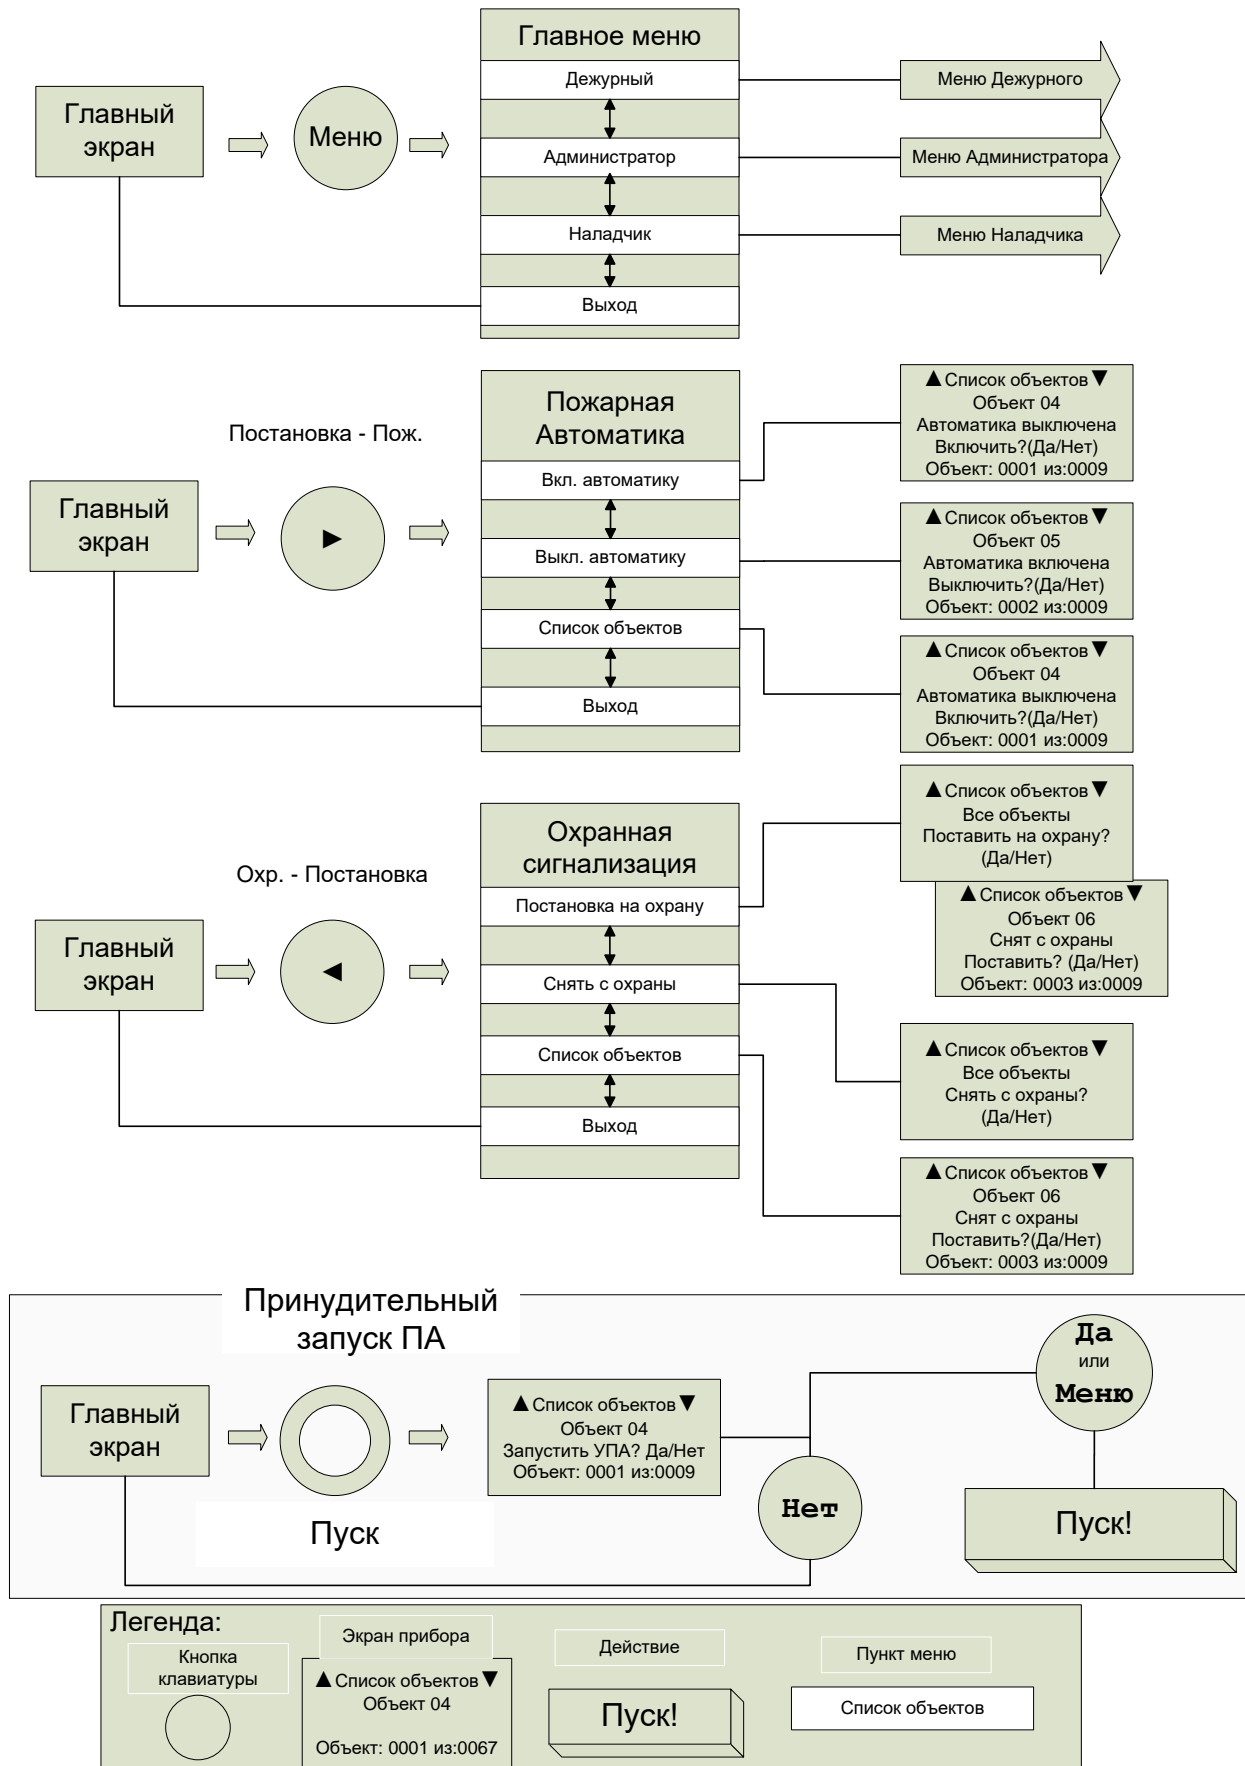 Главное меню
Дежурный
Меню Дежурного
Главный
экран
Меню
Администратор
Меню Администратора
Наладчик
Меню Наладчика
Выход
Постановка - Пож.
Главный
экран
►
Пожарная
Автоматика
Вкл. автоматику
Выкл. автоматику
Список объектов
Выход
▲Список объектов▼
Объект 04
Автоматика выключена
Включить?(Да/Нет)
Объект: 0001 из:0009
▲Список объектов▼
Объект 05
Автоматика включена
Выключить?(Да/Нет)
Объект: 0002 из:0009
▲Список объектов▼
Объект 04
Автоматика выключена
Включить?(Да/Нет)
Объект: 0001 из:0009
Охр. - Постановка
Главный
экран
◄
Охранная
сигнализация
Постановка на охрану
Снять с охраны
Список объектов
Выход
▲Список объектов▼
Все объекты
Поставить на охрану?
(Да/Нет)
▲Список объектов▼
Объект 06
Снят с охраны
Поставить? (Да/Нет)
Объект: 0003 из:0009
▲Список объектов▼
Все объекты
Снять с охраны?
(Да/Нет)
▲Список объектов▼
Объект 06
Снят с охраны
Поставить?(Да/Нет)
Объект: 0003 из:0009
Принудительный
запуск ПА
Главный
экран
Пуск
▲Список объектов▼
Объект 04
Запустить УПА? Да/Нет
Объект: 0001 из:0009
Нет
Да
или
Меню
Пуск!
Легенда:
Кнопка
клавиатуры
Экран прибора
▲Список объектов▼
Объект 04
Объект: 0001 из:0067
Действие
Пуск!
Пункт меню
Список объектов